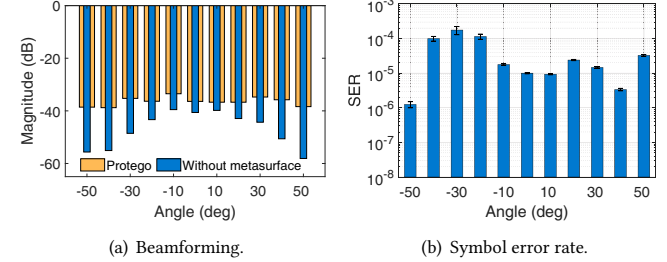 0
-20
-40
-60
Magnitude (dB)
Protego
Without metasurface
-50
-30
-10
10
30
50
Angle (deg)
(a) Beamforming.
10-3
10-4
10-5
10-6
10-7
10-8
SER
-50
-30
-10
10
30
50
Angle (deg)
(b) Symbol error rate.